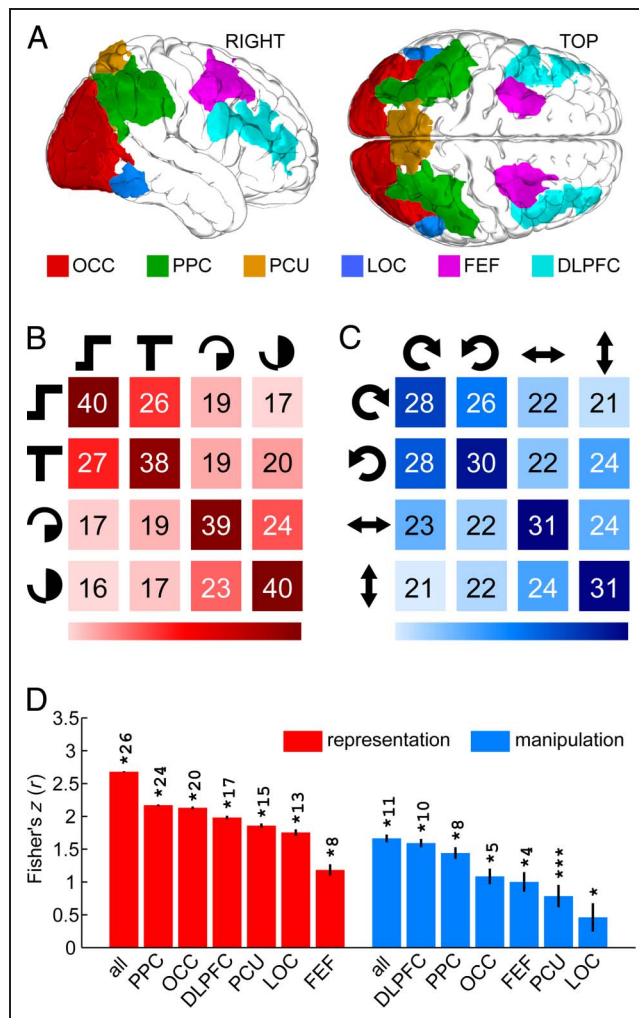 A
RIGHT
TOP
OCC PPC PCU LOC FEF DLPFC
B
40 26 19 17
27 38 19 20
17 19 39 24
16 17 23 40
C
28 26 22 21
28 30 22 24
23 22 31 24
21 22 24 31
D
representation manipulation
Fisher's z (r)
3.5
3
2.5
2
1.5
1
0.5
0
*26 *24 *20 *17 *15 *13 *8
*11 *10 *8 *5 *4 *** *
all PPC OCC DLPFC PCU LOC FEF
all DLPFC PPC OCC FEF PCU LOC